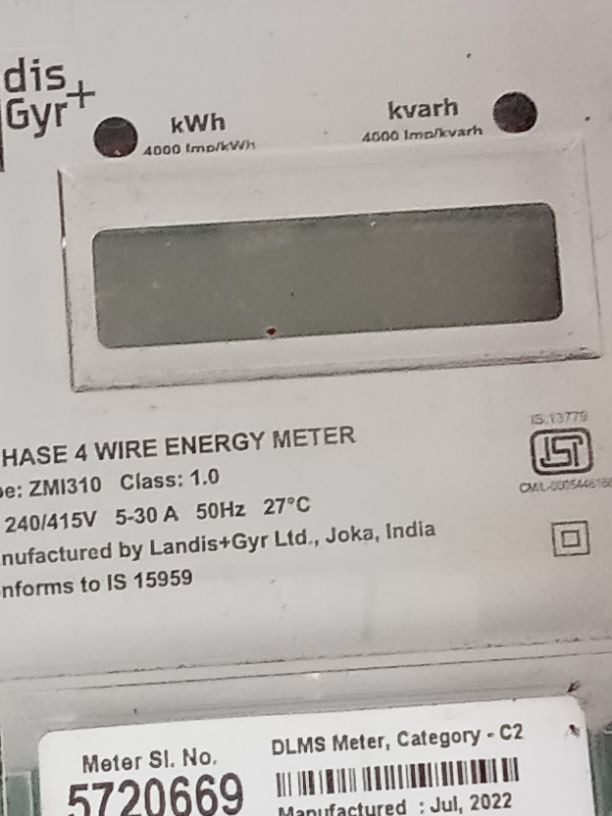 dis
Gyr+
kWh
4000 Imp/kWh
kvarh
4000 Imp/kvarh
HASE 4 WIRE ENERGY METER
e: ZMI310 Class: 1.0
240/415V 5-30 A 50Hz 27°C
nufactured by Landis+Gyr Ltd., Joka, India
nforms to IS 15959
IS:13779
ISI
Meter Sl. No.
5720669
DLMS Meter, Category - C2
Manufactured : Jul, 2022